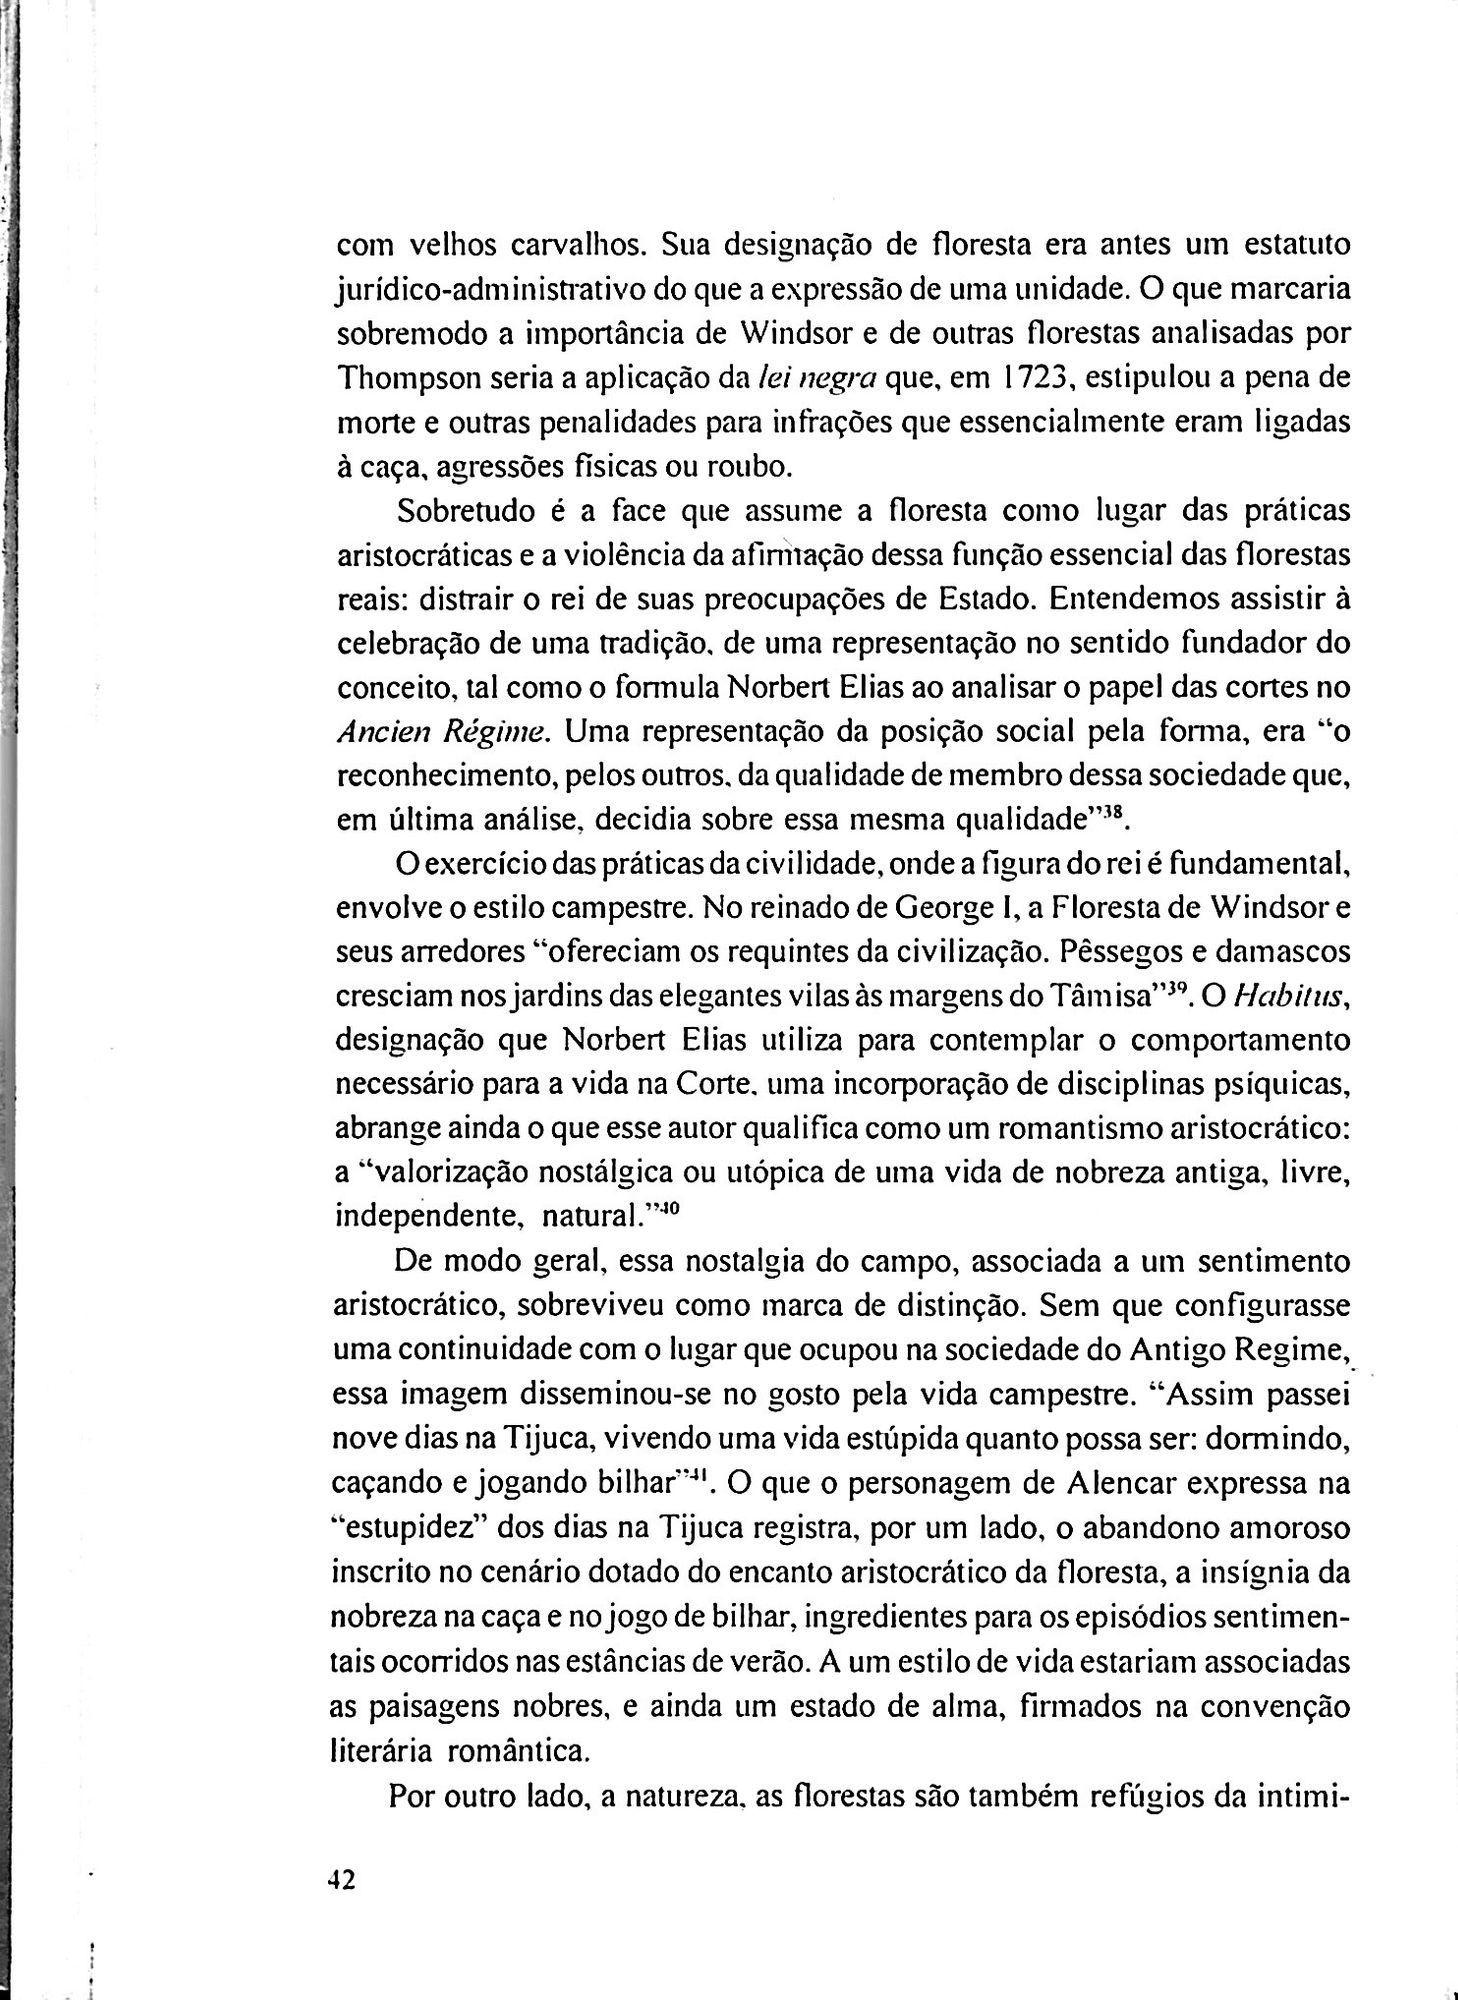 com velhos carvalhos. Sua designação de floresta era antes um estatuto
jurídico-administrativo do que a expressão de uma unidade. O que marcaria
sobremodo a importância de Windsor e de outras florestas analisadas por
Thompson seria a aplicação da lei negra que, em 1723, estipulou a pena de
morte e outras penalidades para infrações que essencialmente eram ligadas
à caça, agressões físicas ou roubo.
Sobretudo é a face que assume a floresta como lugar das práticas
aristocráticas e a violência da afirmação dessa função essencial das florestas
reais: distrair o rei de suas preocupações de Estado. Entendemos assistir à
celebração de uma tradição, de uma representação no sentido fundador do
conceito, tal como o formula Norbert Elias ao analisar o papel das cortes no
Ancien Régime. Uma representação da posição social pela forma, era “o
reconhecimento, pelos outros, da qualidade de membro dessa sociedade que,
em última análise, decidia sobre essa mesma qualidade”³⁸.
O exercício das práticas da civilidade, onde a figura do rei é fundamental,
envolve o estilo campestre. No reinado de George I, a Floresta de Windsor e
seus arredores “ofereciam os requintes da civilização. Pêssegos e damascos
cresciam nos jardins das elegantes vilas às margens do Tâmisa”³⁹. O Habitus,
designação que Norbert Elias utiliza para contemplar o comportamento
necessário para a vida na Corte, uma incorporação de disciplinas psíquicas,
abrange ainda o que esse autor qualifica como um romantismo aristocrático:
a “valorização nostálgica ou utópica de uma vida de nobreza antiga, livre,
independente, natural.”⁴⁰
De modo geral, essa nostalgia do campo, associada a um sentimento
aristocrático, sobreviveu como marca de distinção. Sem que configurasse
uma continuidade com o lugar que ocupou na sociedade do Antigo Regime,
essa imagem disseminou-se no gosto pela vida campestre. “Assim passei
nove dias na Tijuca, vivendo uma vida estúpida quanto possa ser: dormindo,
caçando e jogando bilhar”⁴¹. O que o personagem de Alencar expressa na
“estupidez” dos dias na Tijuca registra, por um lado, o abandono amoroso
inscrito no cenário dotado do encanto aristocrático da floresta, a insígnia da
nobreza na caça e no jogo de bilhar, ingredientes para os episódios sentimen-
tais ocorridos nas estâncias de verão. A um estilo de vida estariam associadas
as paisagens nobres, e ainda um estado de alma, firmados na convenção
literária romântica.
Por outro lado, a natureza, as florestas são também refúgios da intimi-
42